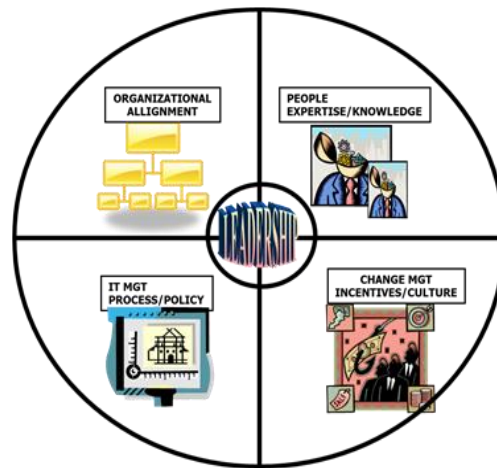 ORGANIZATIONAL
ALLIGNMENT
PEOPLE
EXPERTISE/KNOWLEDGE
LEADERSHIP
IT MGT
PROCESS/POLICY
CHANGE MGT
INCENTIVES/CULTURE